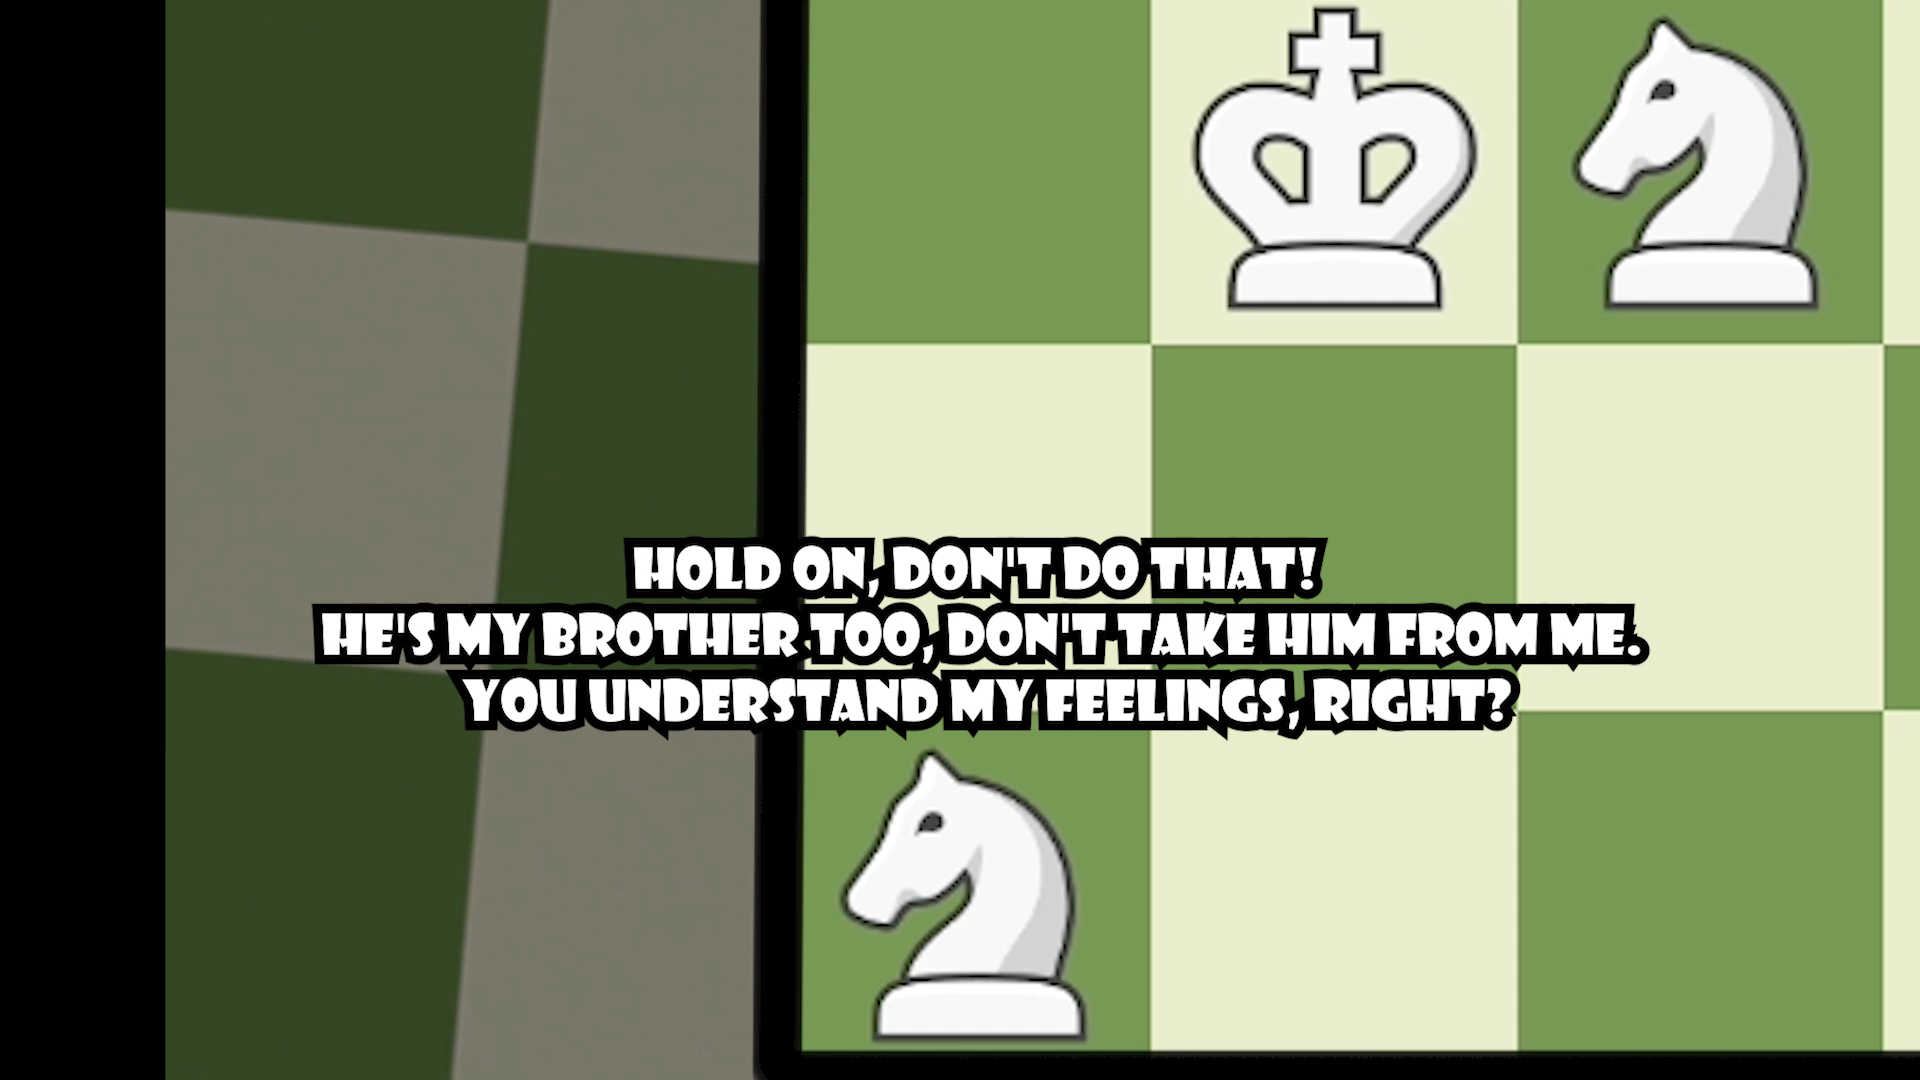 HOLD ON, DON'T DO THAT!
HE'S MY BROTHER TOO, DON'T TAKE HIM FROM ME.
YOU UNDERSTAND MY FEELINGS, RIGHT?